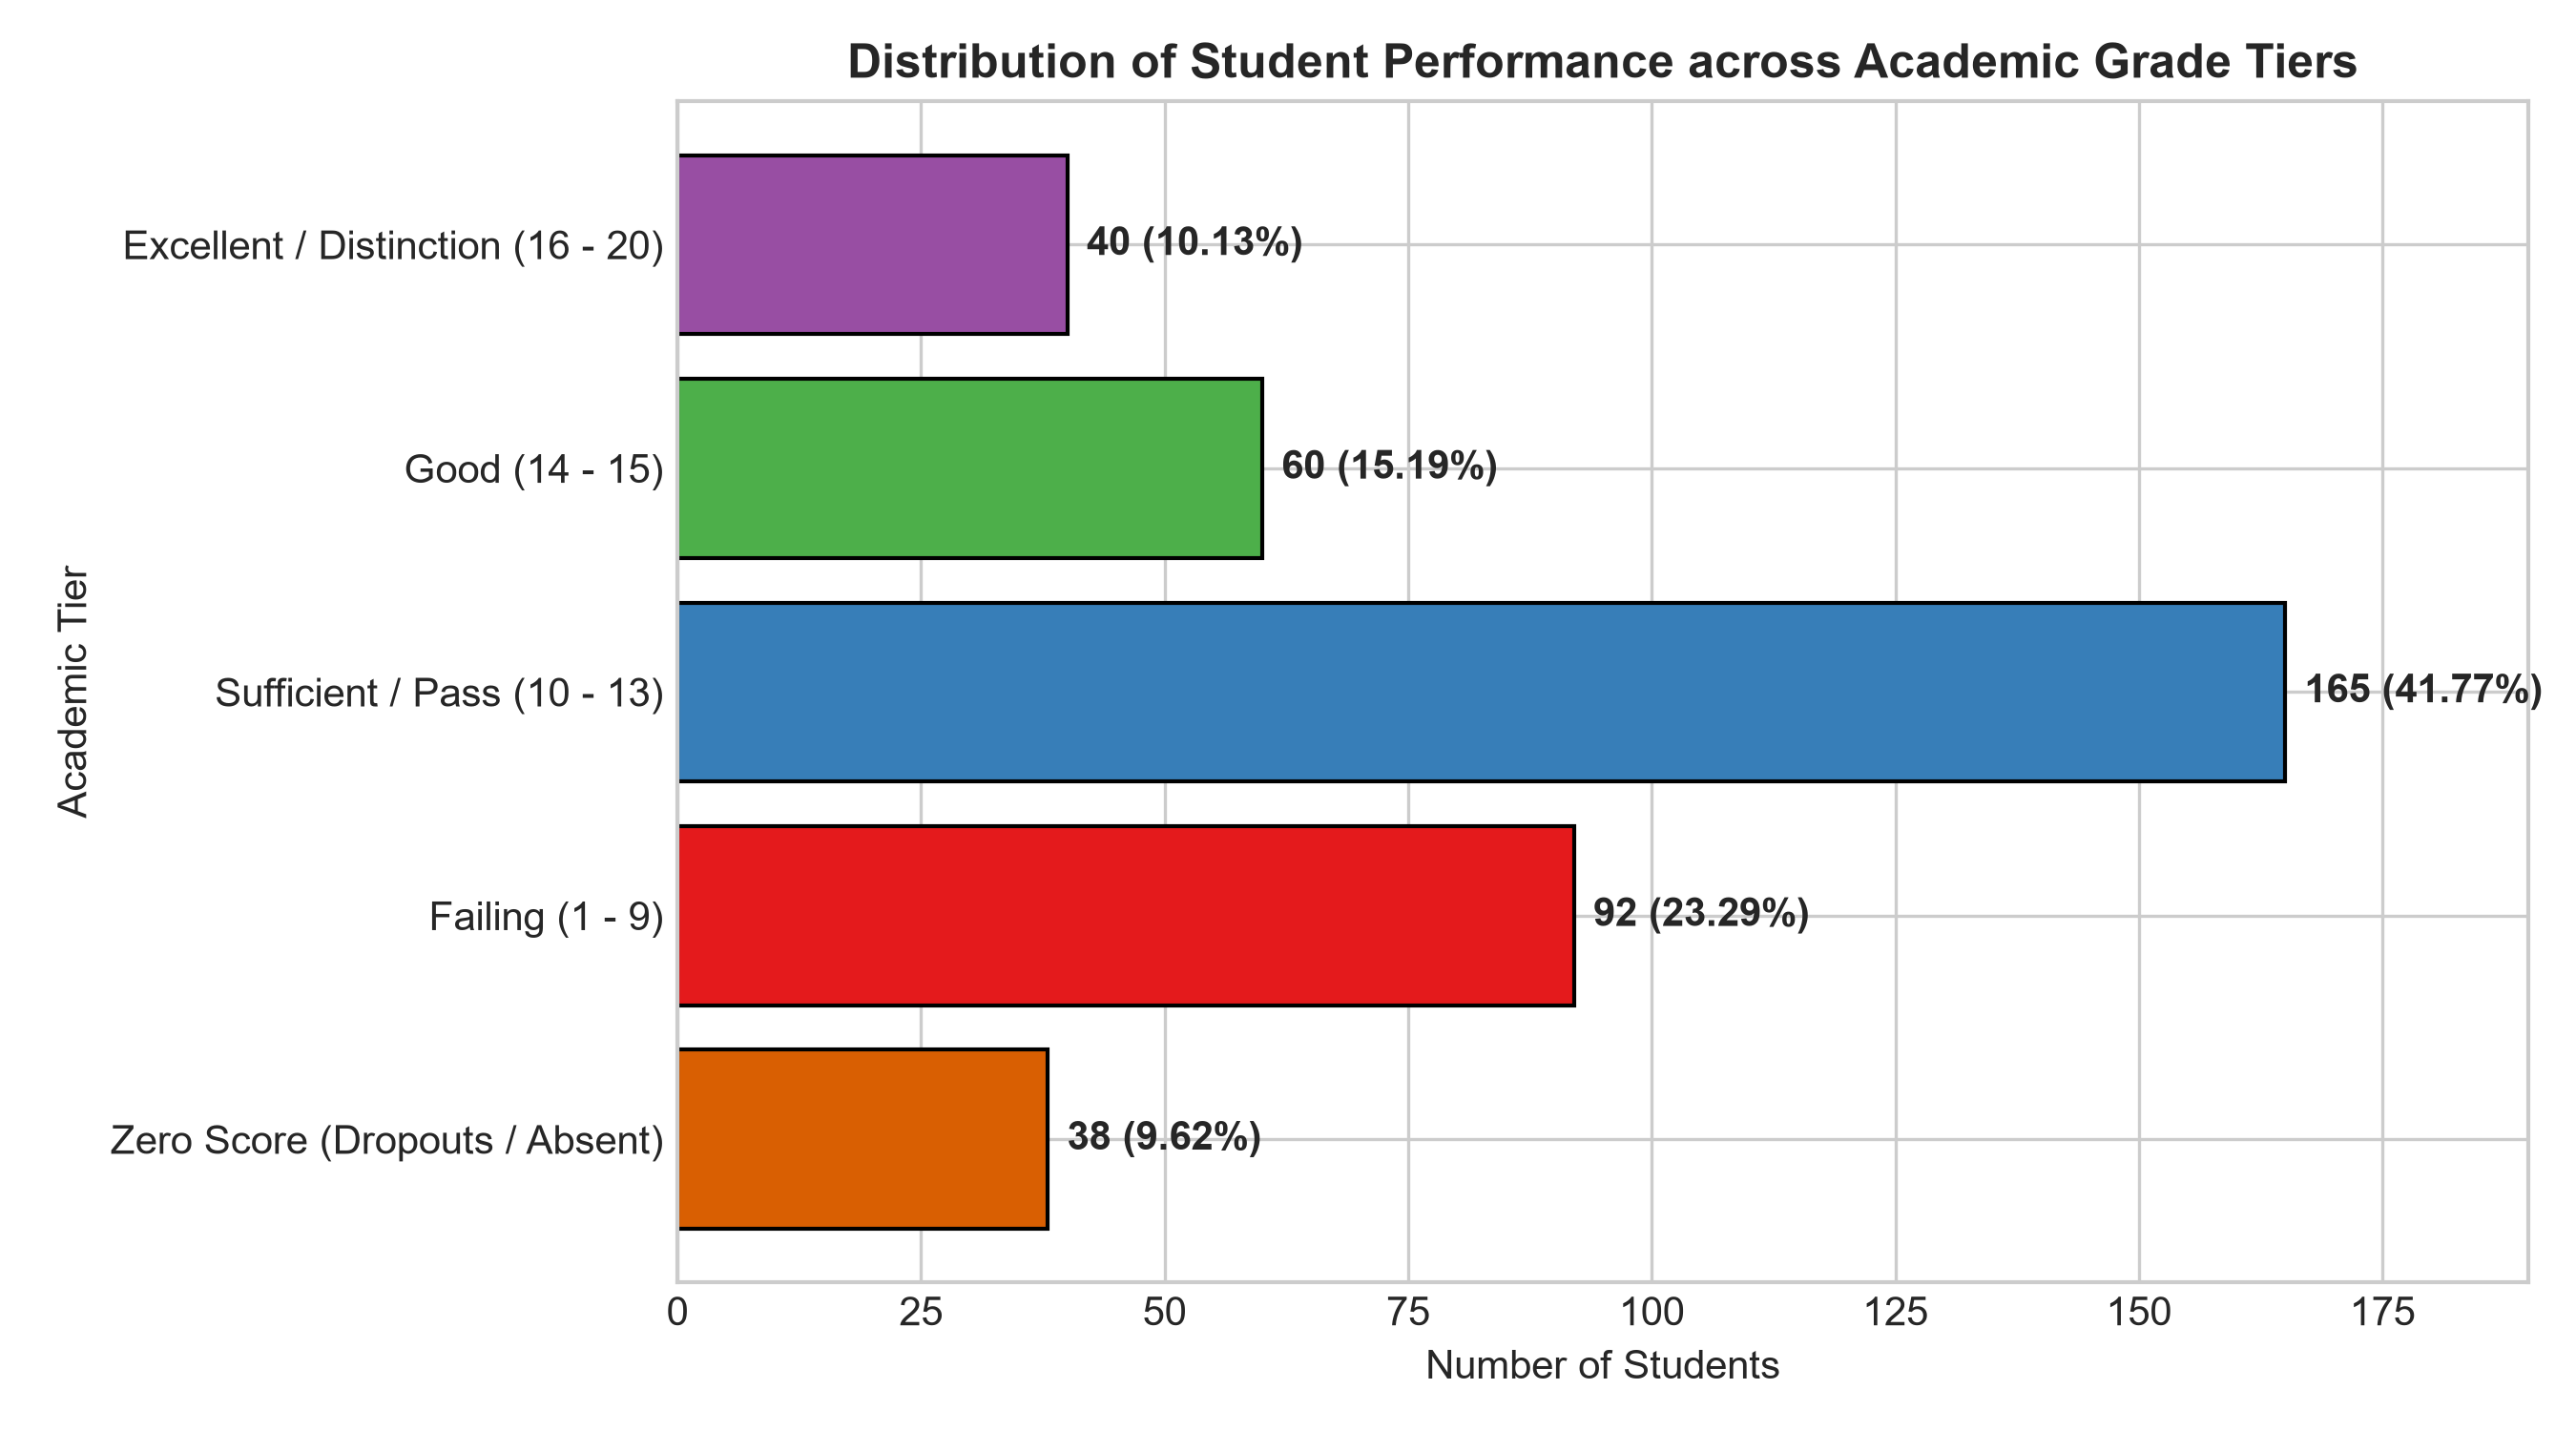 Distribution of Student Performance across Academic Grade Tiers
Academic Tier
Excellent / Distinction (16 - 20)
40 (10.13%)
Good (14 - 15)
60 (15.19%)
Sufficient / Pass (10 - 13)
165 (41.77%)
Failing (1 - 9)
92 (23.29%)
Zero Score (Dropouts / Absent)
38 (9.62%)
0 25 50 75 100 125 150 175
Number of Students